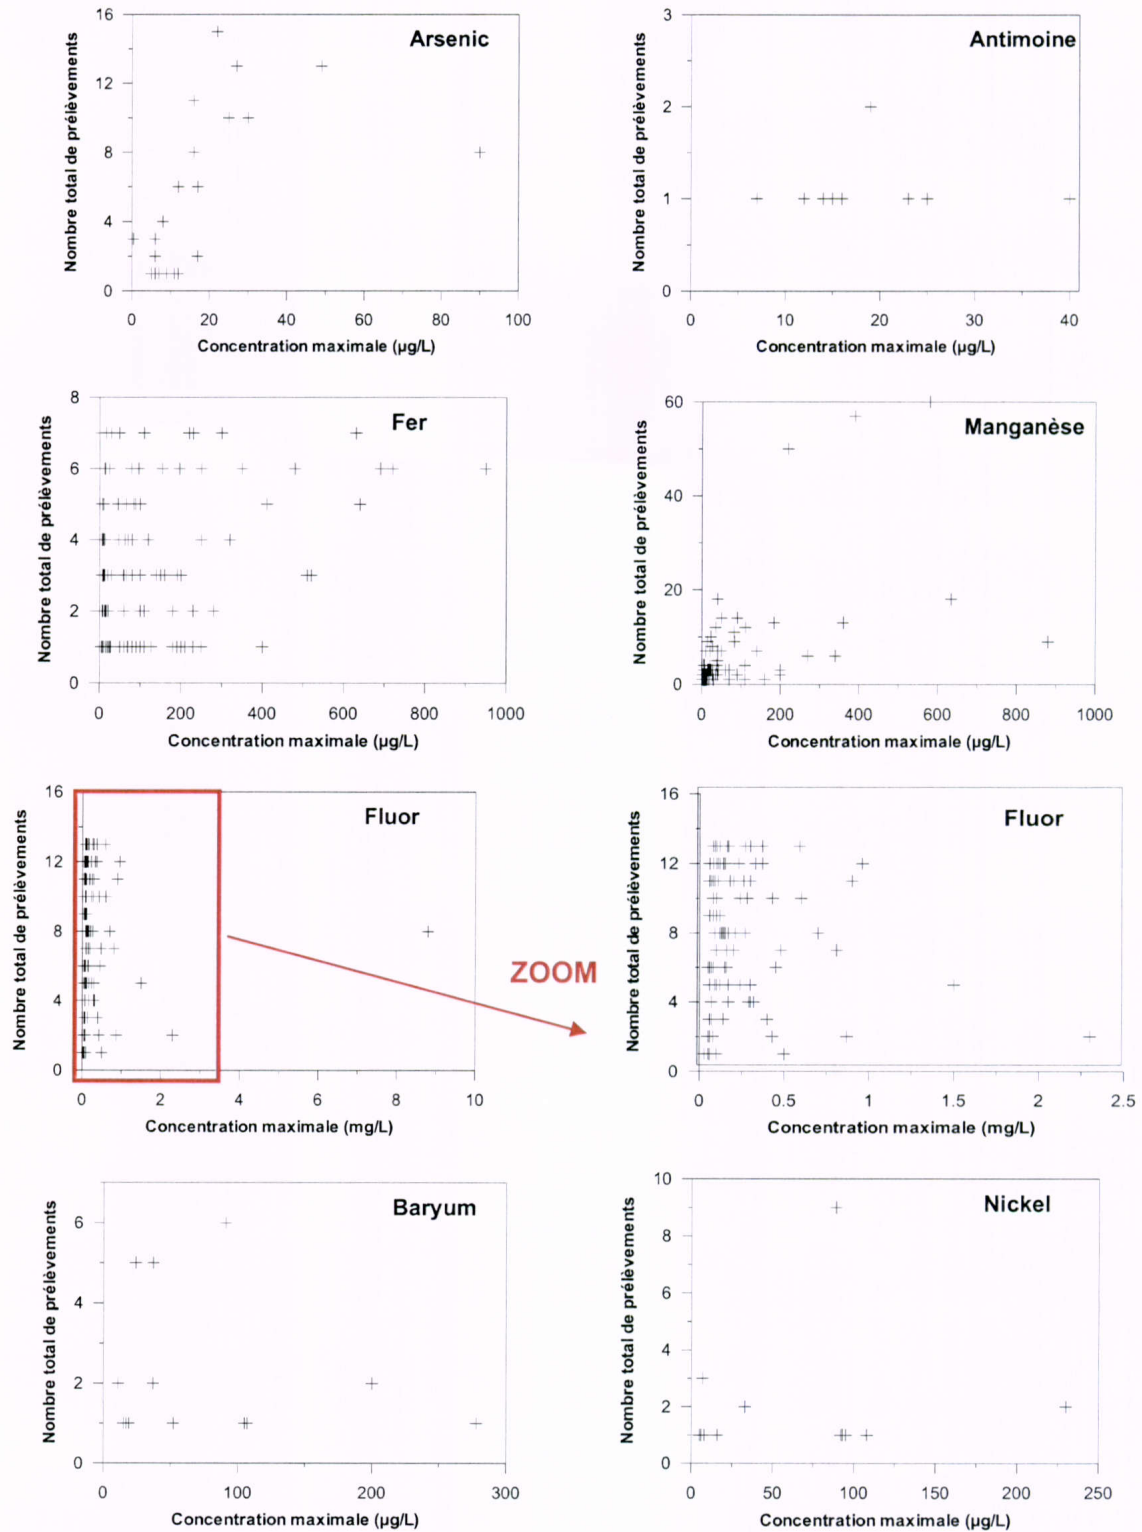 Arsenic
Nombre total de prélèvements
16
12
8
4
0
0 20 40 60 80 100
Concentration maximale (µg/L)
Antimoine
Nombre total de prélèvements
3
2
1
0
0 10 20 30 40
Concentration maximale (µg/L)
Fer
Nombre total de prélèvements
8
6
4
2
0
0 200 400 600 800 1000
Concentration maximale (µg/L)
Manganèse
Nombre total de prélèvements
60
40
20
0
0 200 400 600 800 1000
Concentration maximale (µg/L)
Fluor
Nombre total de prélèvements
16
12
8
4
0
0 2 4 6 8 10
Concentration maximale (mg/L)
ZOOM
Fluor
Nombre total de prélèvements
16
12
8
4
0
0 0.5 1 1.5 2 2.5
Concentration maximale (mg/L)
Baryum
Nombre total de prélèvements
6
4
2
0
0 100 200 300
Concentration maximale (µg/L)
Nickel
Nombre total de prélèvements
10
8
6
4
2
0
0 50 100 150 200 250
Concentration maximale (µg/L)